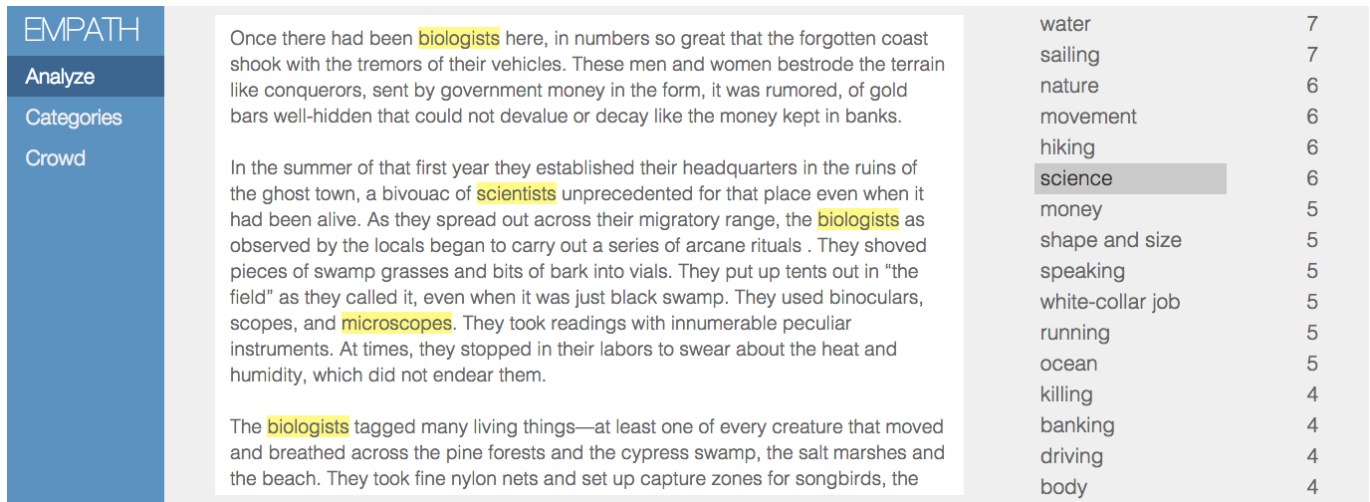 EMPATH
Analyze
Categories
Crowd
Once there had been biologists here, in numbers so great that the forgotten coast
shook with the tremors of their vehicles. These men and women bestrode the terrain
like conquerors, sent by government money in the form, it was rumored, of gold
bars well-hidden that could not devalue or decay like the money kept in banks.
In the summer of that first year they established their headquarters in the ruins of
the ghost town, a bivouac of scientists unprecedented for that place even when it
had been alive. As they spread out across their migratory range, the biologists as
observed by the locals began to carry out a series of arcane rituals . They shoved
pieces of swamp grasses and bits of bark into vials. They put up tents out in “the
field” as they called it, even when it was just black swamp. They used binoculars,
scopes, and microscopes. They took readings with innumerable peculiar
instruments. At times, they stopped in their labors to swear about the heat and
humidity, which did not endear them.
The biologists tagged many living things—at least one of every creature that moved
and breathed across the pine forests and the cypress swamp, the salt marshes and
the beach. They took fine nylon nets and set up capture zones for songbirds, the
water 7
sailing 7
nature 6
movement 6
hiking 6
science 6
money 5
shape and size 5
speaking 5
white-collar job 5
running 5
ocean 5
killing 4
banking 4
driving 4
body 4